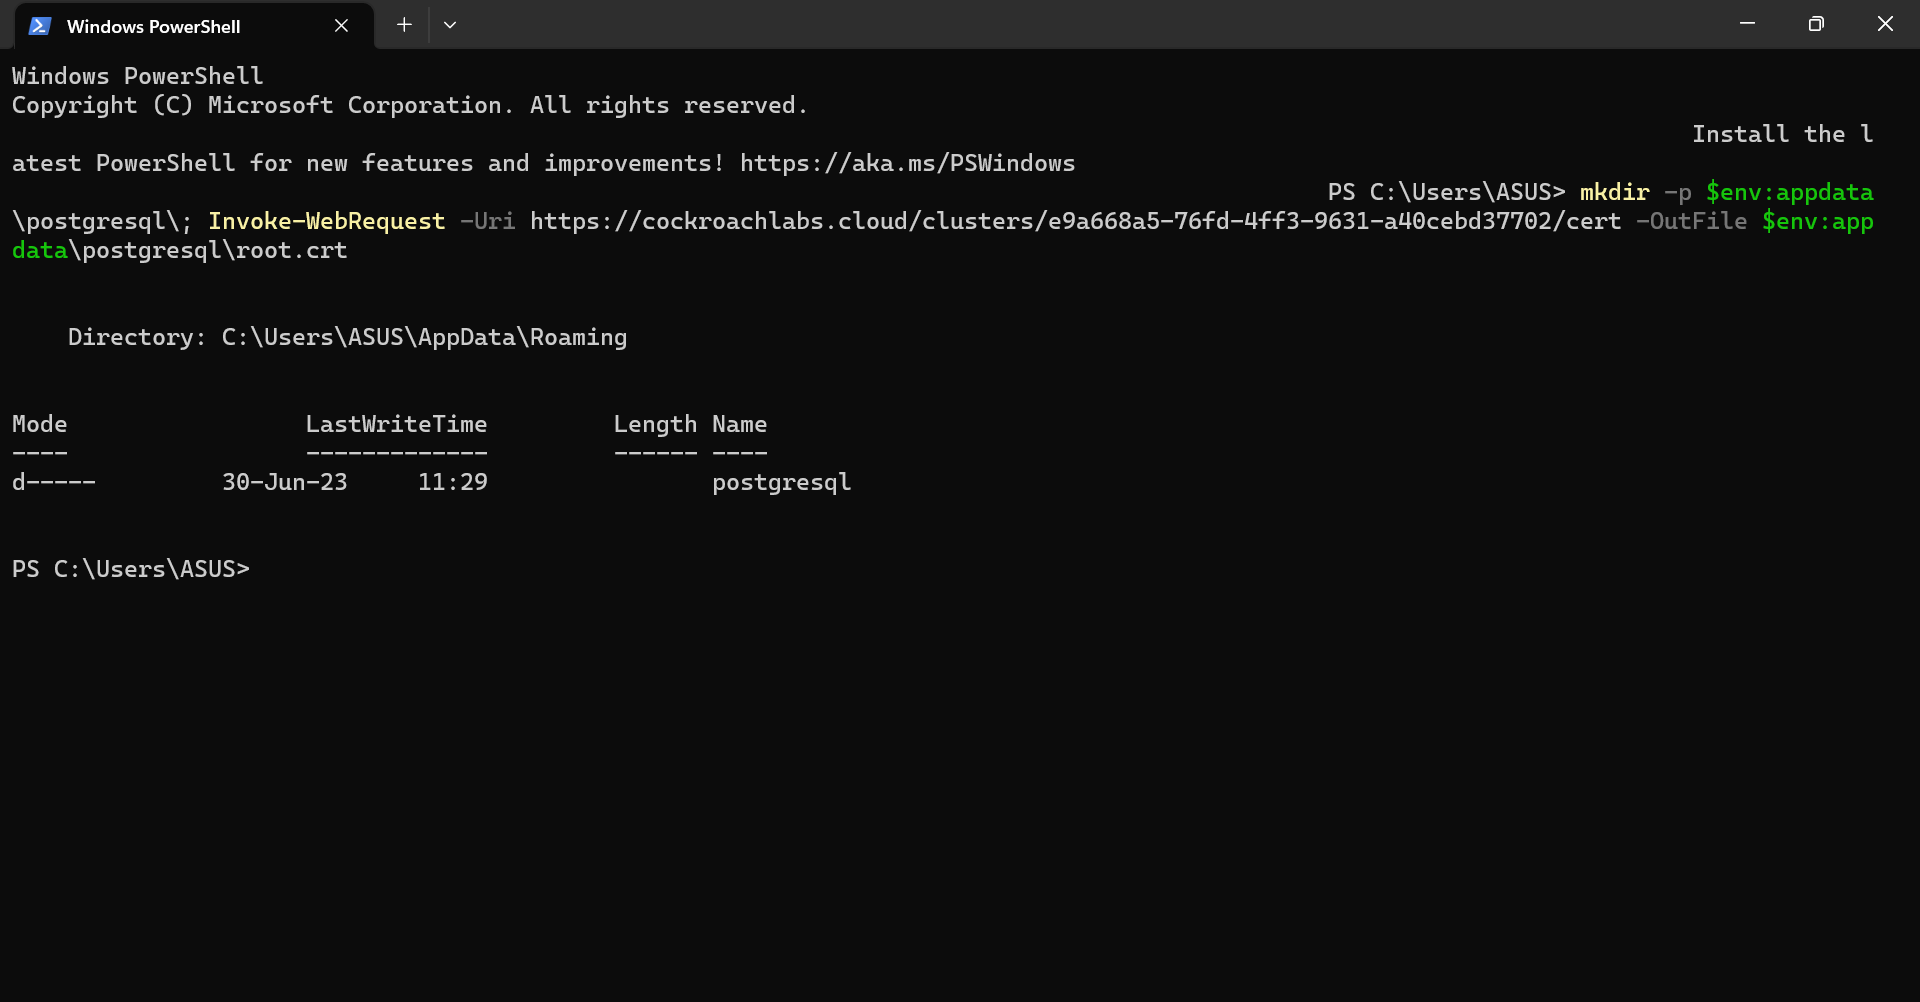 Windows PowerShell
Windows PowerShell
Copyright (C) Microsoft Corporation. All rights reserved.
Install the l
atest PowerShell for new features and improvements! https://aka.ms/PSWindows
PS C:\Users\ASUS> mkdir -p $env:appdata
\postgresql\; Invoke-WebRequest -Uri https://cockroachlabs.cloud/clusters/e9a668a5-76fd-4ff3-9631-a40cebd37702/cert -OutFile $env:app
data\postgresql\root.crt
Directory: C:\Users\ASUS\AppData\Roaming
Mode LastWriteTime Length Name
---- ------------- ------ ----
d----- 30-Jun-23 11:29 postgresql
PS C:\Users\ASUS>